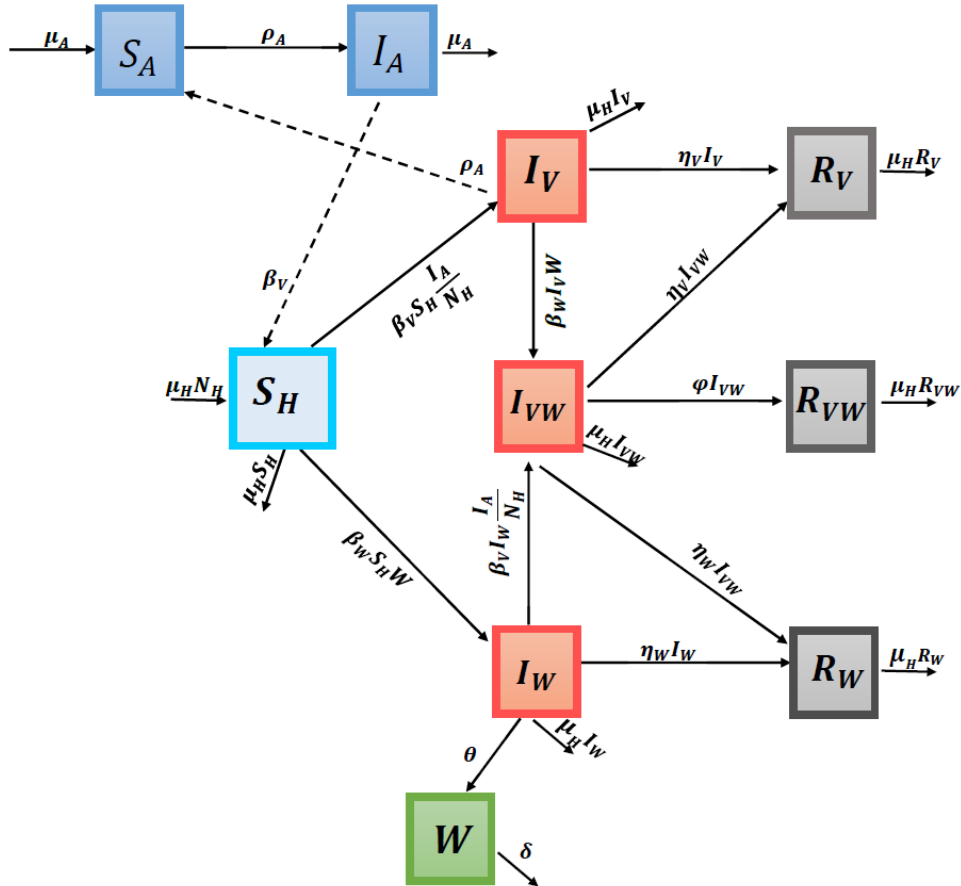 μ_A
S_A
ρ_A
I_A
μ_A
μ_H I_V
ρ_A
I_V
η_V I_V
R_V
μ_H R_V
β_V
β_V S_H I_A/N_H
β_W I_V W
η_V I_VW
μ_H N_H
S_H
I_VW
φI_VW
R_VW
μ_H R_VW
μ_H S_H
μ_H I_VW
β_V I_W I_A/N_H
β_W S_H W
η_W I_VW
I_W
η_W I_W
R_W
μ_H R_W
μ_H I_W
θ
W
δ